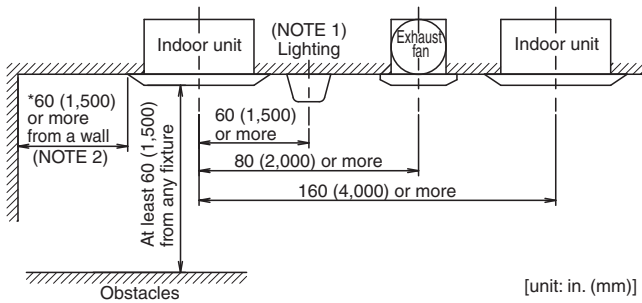 Indoor unit
(NOTE 1)
Lighting
Exhaust
fan
Indoor unit
*60 (1,500)
or more
from a wall
(NOTE 2)
At least 60 (1,500)
from any fixture
60 (1,500)
or more
80 (2,000) or more
160 (4,000) or more
Obstacles
[unit: in. (mm)]